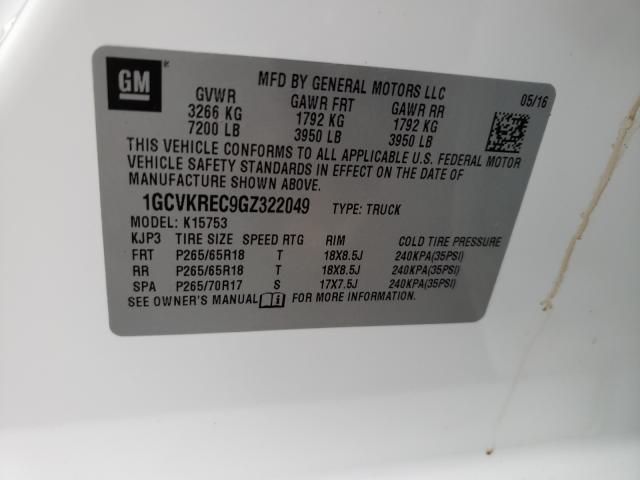 GM
MFD BY GENERAL MOTORS LLC
05/16
GVWR GAWR FRT GAWR RR
3266 KG 1792 KG 1792 KG
7200 LB 3950 LB 3950 LB
THIS VEHICLE CONFORMS TO ALL APPLICABLE U.S. FEDERAL MOTOR
VEHICLE SAFETY STANDARDS IN EFFECT ON THE DATE OF
MANUFACTURE SHOWN ABOVE.
1GCVKREC9GZ322049 TYPE: TRUCK
MODEL: K15753
KJP3 TIRE SIZE SPEED RTG RIM COLD TIRE PRESSURE
FRT P265/65R18 T 18X8.5J 240KPA(35PSI)
RR P265/65R18 T 18X8.5J 240KPA(35PSI)
SPA P265/70R17 S 17X7.5J 240KPA(35PSI)
SEE OWNER'S MANUAL FOR MORE INFORMATION.